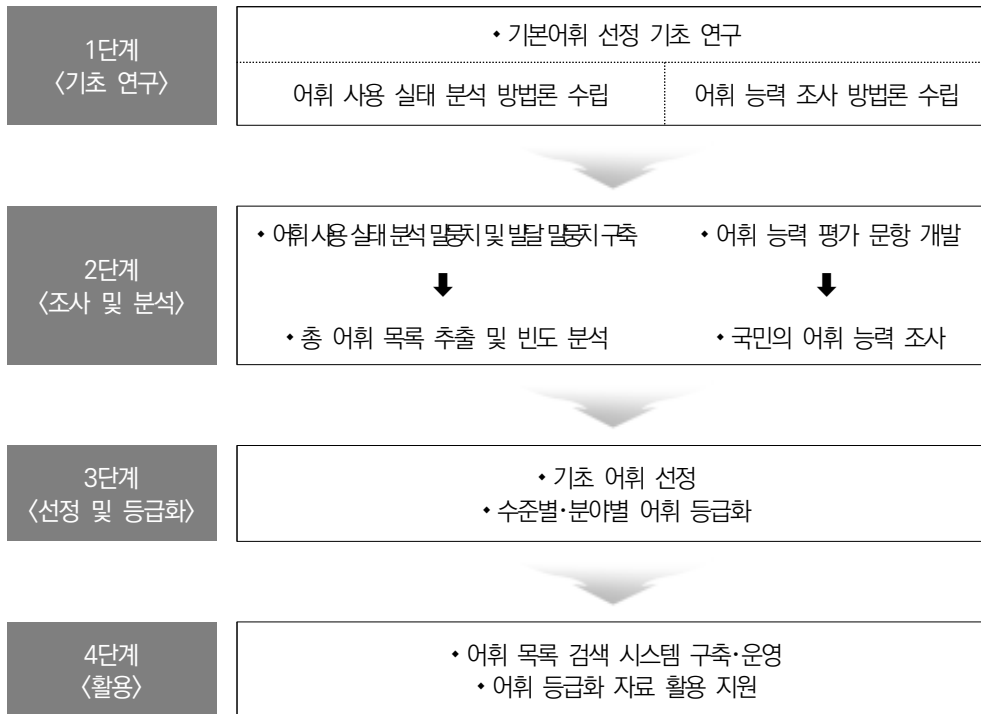 1단계
〈기초 연구〉
• 기본어휘 선정 기초 연구
어휘 사용 실태 분석 방법론 수립
어휘 능력 조사 방법론 수립
2단계
〈조사 및 분석〉
• 어휘 사용 실태 분석 말뭉치 및 발달 말뭉치 구축
• 어휘 능력 평가 문항 개발
• 총 어휘 목록 추출 및 빈도 분석
• 국민의 어휘 능력 조사
3단계
〈선정 및 등급화〉
• 기초 어휘 선정
• 수준별·분야별 어휘 등급화
4단계
〈활용〉
• 어휘 목록 검색 시스템 구축·운영
• 어휘 등급화 자료 활용 지원